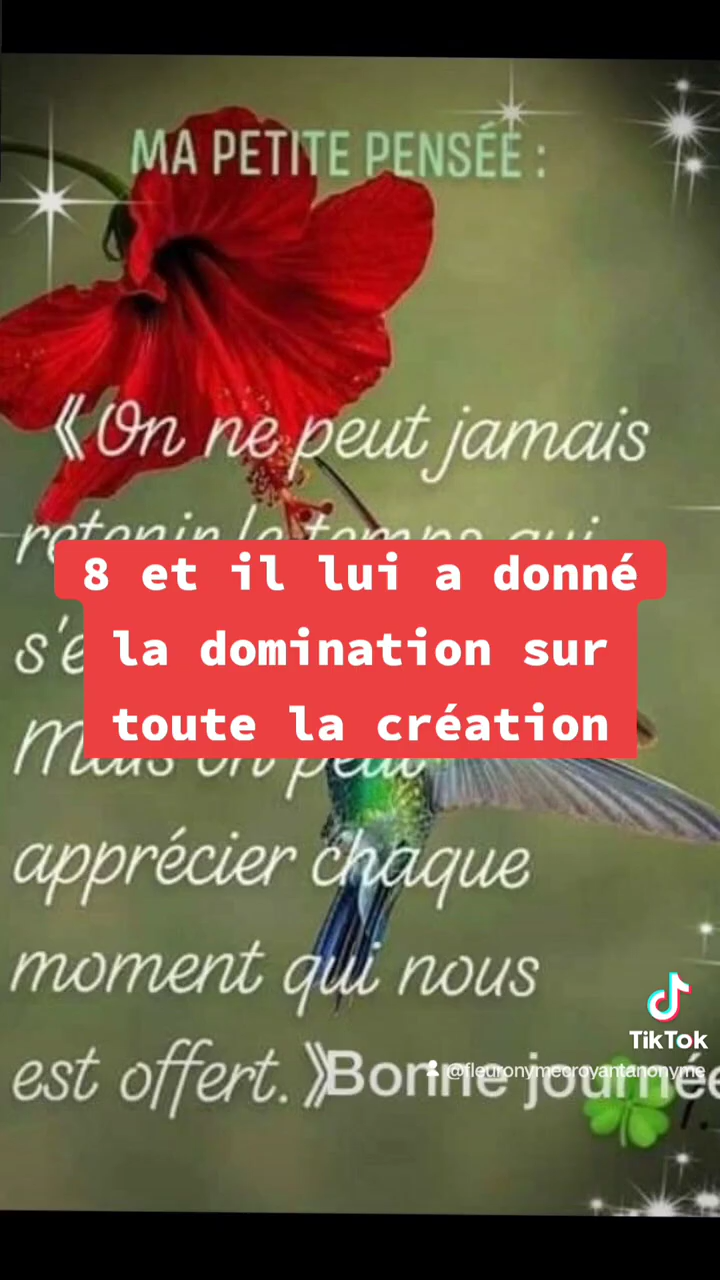 MA PETITE PENSÉE :
《On ne peut jamais
8 et il lui a donné
la domination sur
toute la création
apprécier chaque
moment qui nous
est offert.》Bonne journée
TikTok
@fleuronymecroyantanonyme